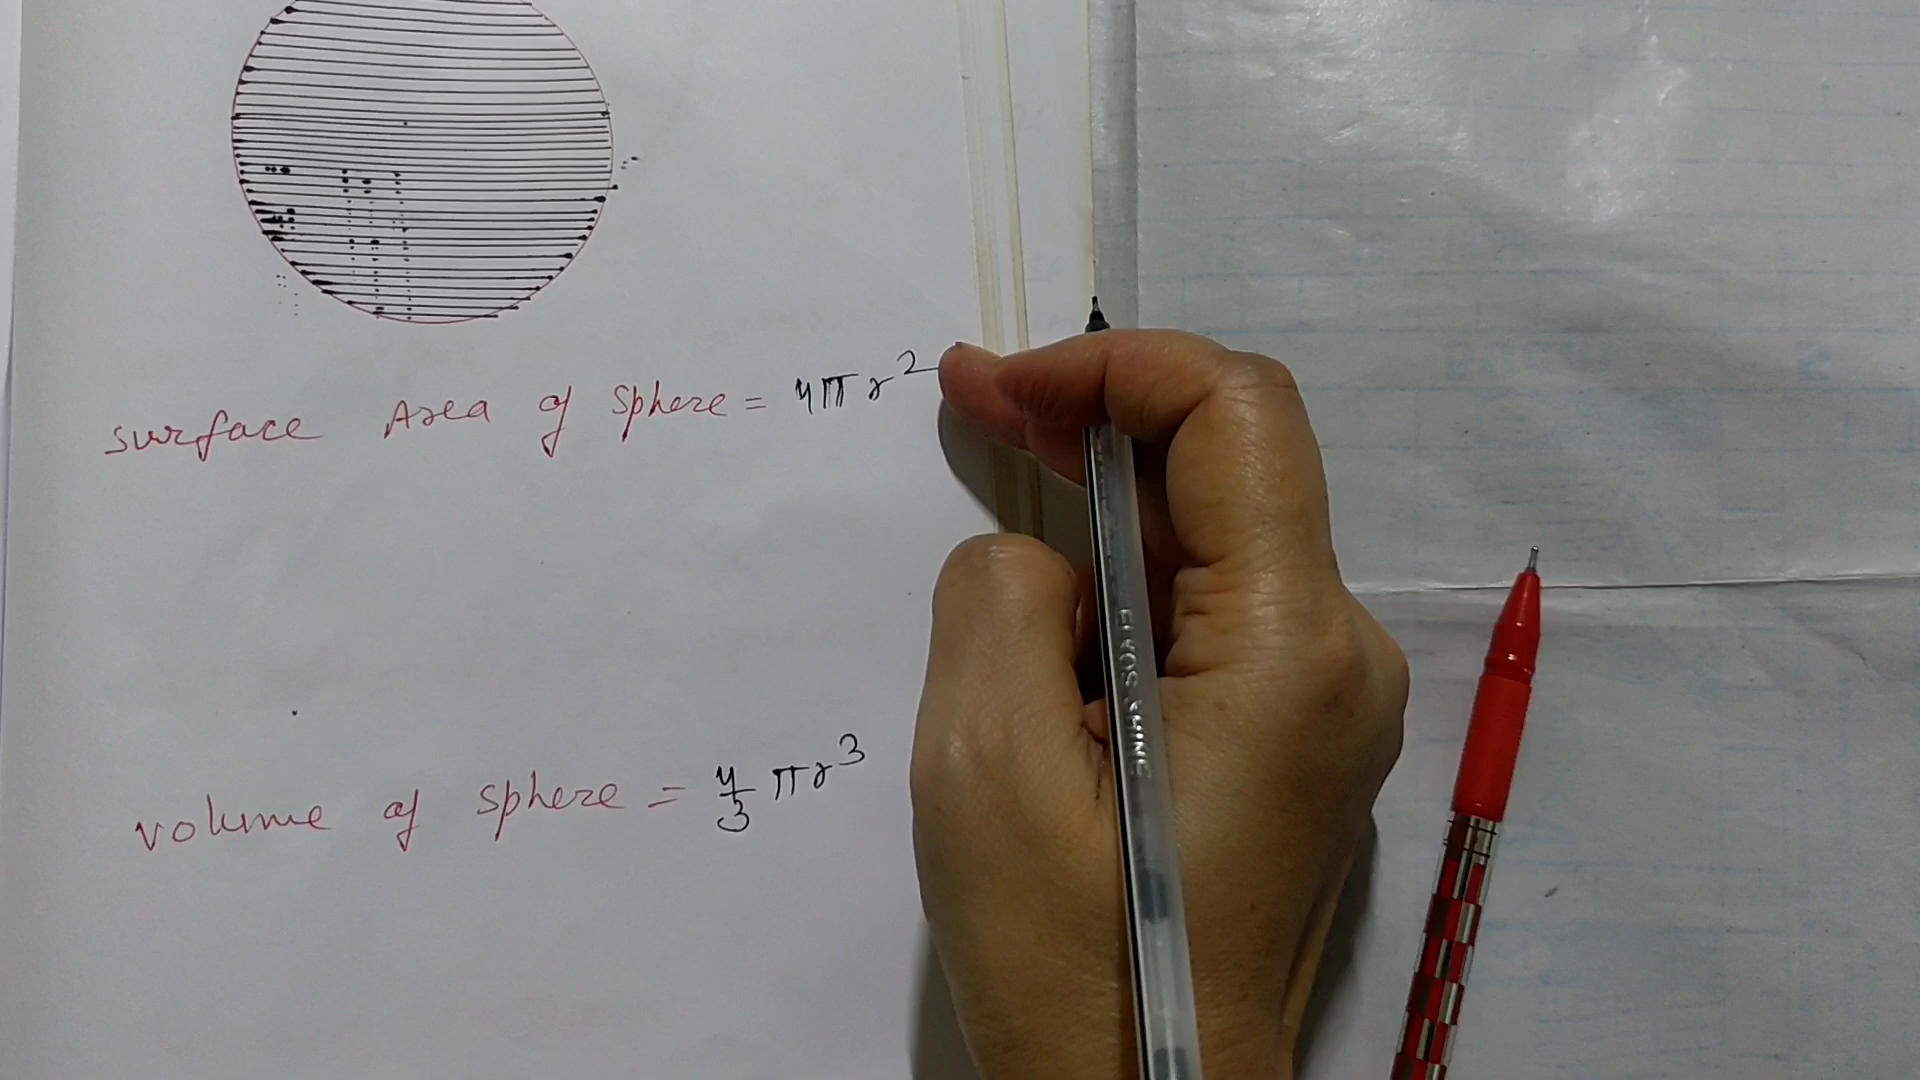 surface Area of sphere = 4πr²
volume of sphere = 4/3 πr³